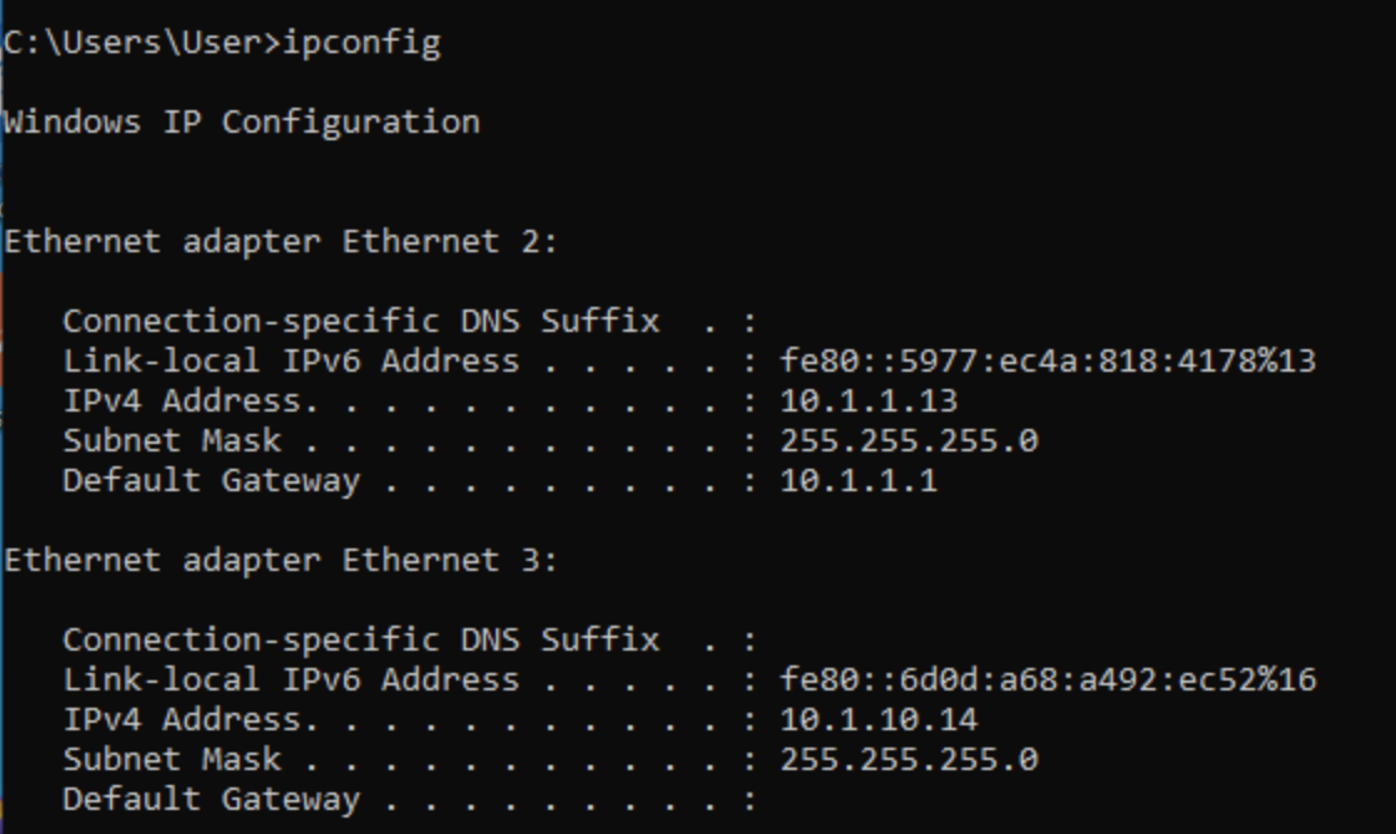 C:\Users\User>ipconfig
Windows IP Configuration
Ethernet adapter Ethernet 2:
Connection-specific DNS Suffix  . :
Link-local IPv6 Address . . . . . : fe80::5977:ec4a:818:4178%13
IPv4 Address. . . . . . . . . . . : 10.1.1.13
Subnet Mask . . . . . . . . . . . : 255.255.255.0
Default Gateway . . . . . . . . . : 10.1.1.1
Ethernet adapter Ethernet 3:
Connection-specific DNS Suffix  . :
Link-local IPv6 Address . . . . . : fe80::6d0d:a68:a492:ec52%16
IPv4 Address. . . . . . . . . . . : 10.1.10.14
Subnet Mask . . . . . . . . . . . : 255.255.255.0
Default Gateway . . . . . . . . . :